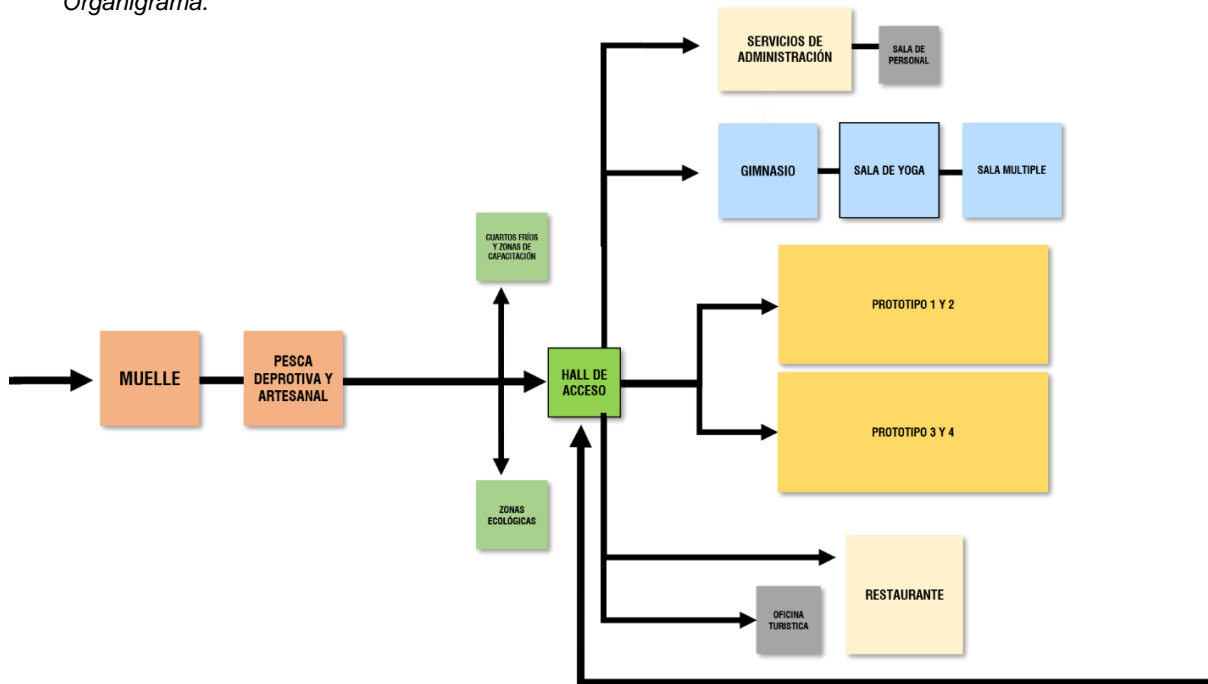 Organigrama.
SERVICIOS DE
ADMINISTRACIÓN
SALA DE
PERSONAL
GIMNASIO
SALA DE YOGA
SALA MULTIPLE
CUARTOS FRÍOS
Y ZONAS DE
CAPACITACIÓN
PROTOTIPO 1 Y 2
MUELLE
PESCA
DEPROTIVA Y
ARTESANAL
HALL DE
ACCESO
PROTOTIPO 3 Y 4
ZONAS
ECOLÓGICAS
RESTAURANTE
OFICINA
TURISTICA